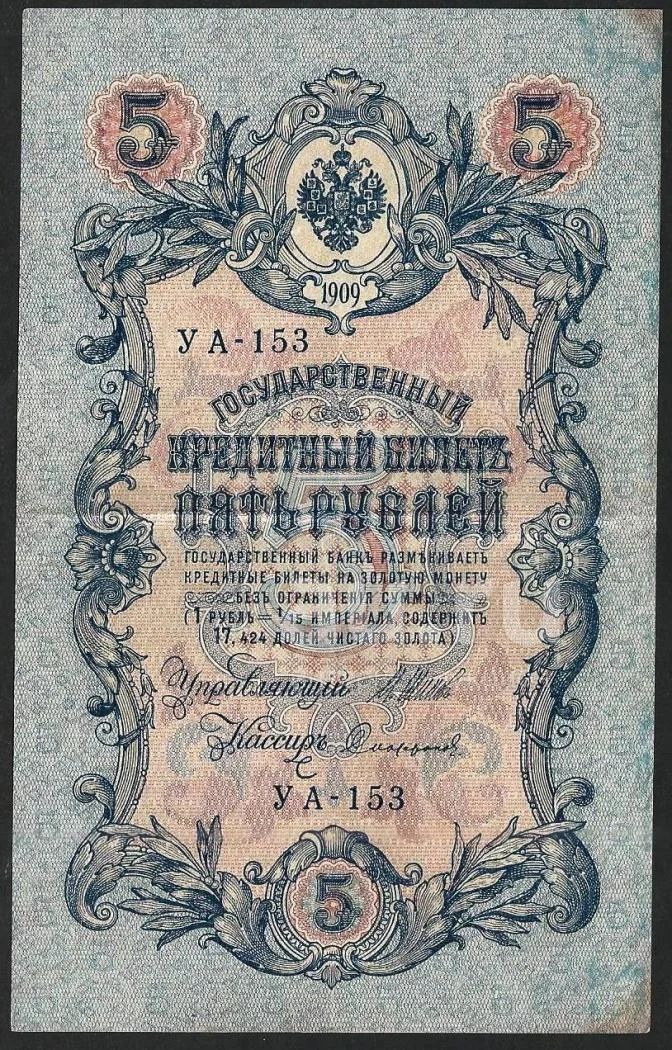 5 5
1909
УА-153
ГОСУДАРСТВЕННЫЙ
КРЕДИТНЫЙ БИЛЕТЪ
ПЯТЬ РУБЛЕЙ
ГОСУДАРСТВЕННЫЙ БАНКЪ РАЗМѢНИВАЕТЪ
КРЕДИТНЫЕ БИЛЕТЫ НА ЗОЛОТУЮ МОНЕТУ
БЕЗЪ ОГРАНИЧЕНІЯ СУММЫ
(1 РУБЛЬ = 1/15 ИМПЕРІАЛА, СОДЕРЖИТЪ
17,424 ДОЛЕЙ ЧИСТАГО ЗОЛОТА)
Управляющій
Кассиръ
УА-153
5